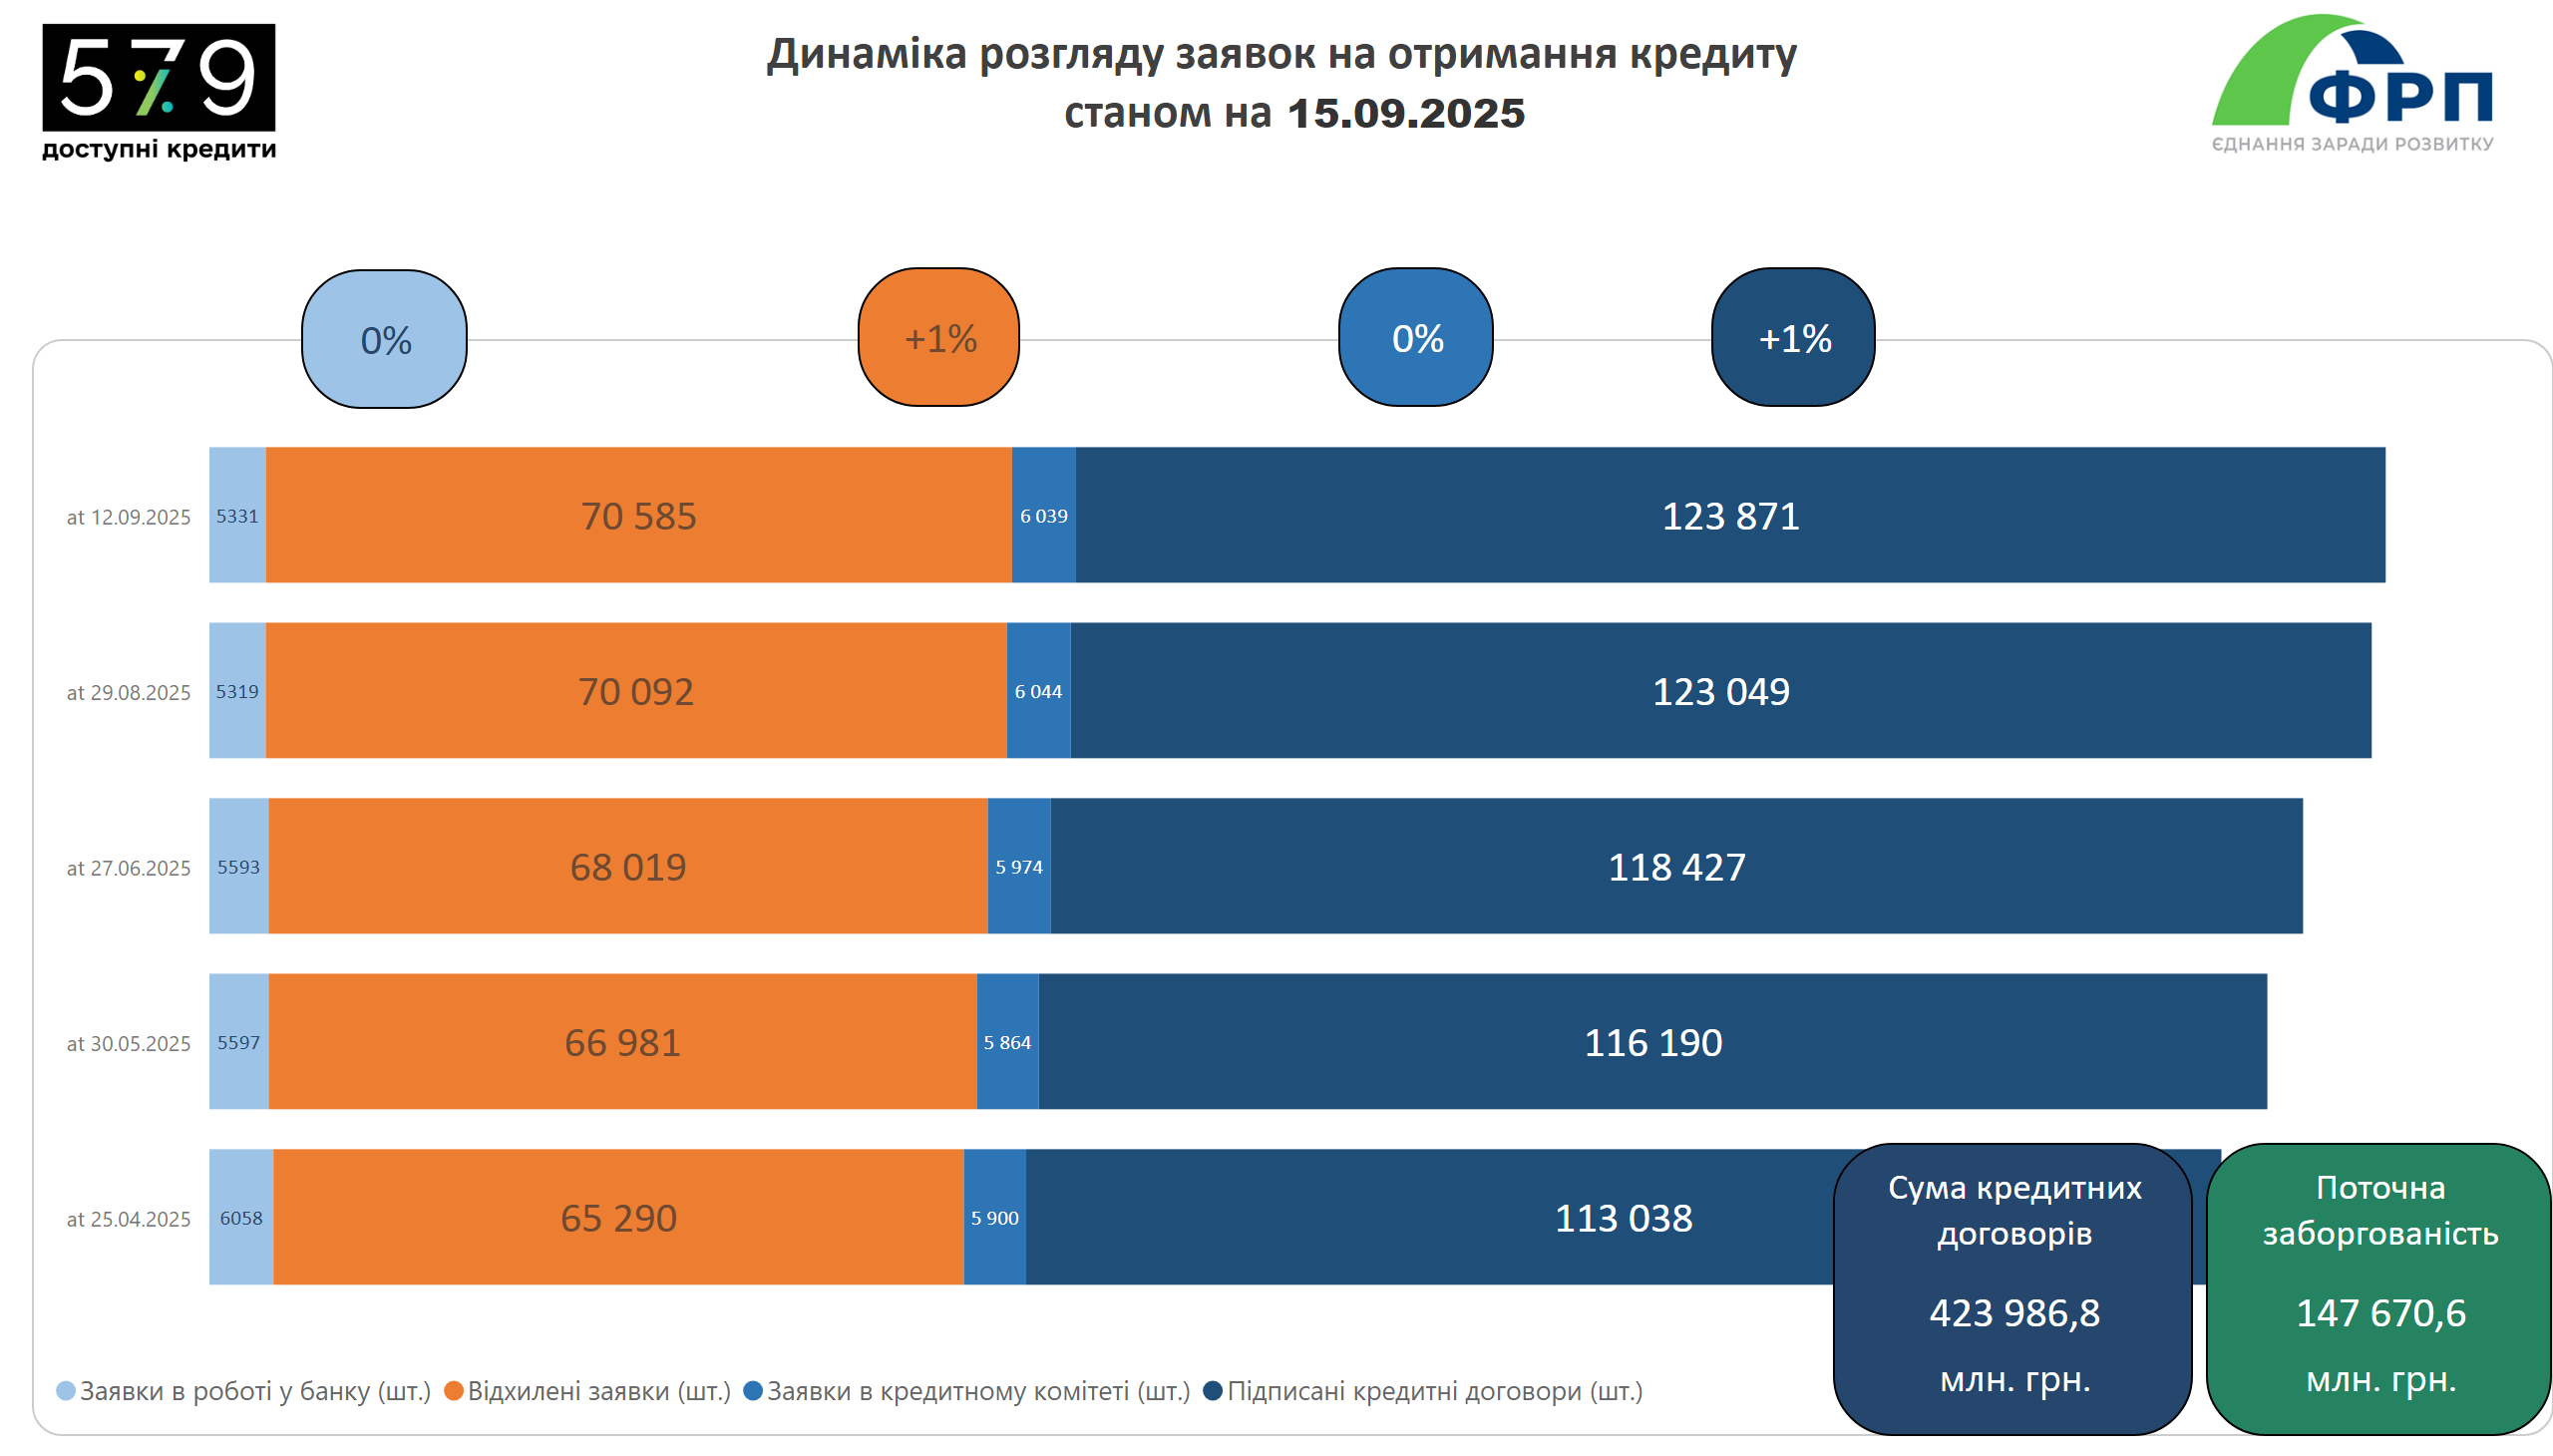 5%7%9
доступні кредити
Динаміка розгляду заявок на отримання кредиту
станом на 15.09.2025
ФРП
ЄДНАННЯ ЗАРАДИ РОЗВИТКУ
0%
+1%
0%
+1%
at 12.09.2025
5331
70 585
6 039
123 871
at 29.08.2025
5319
70 092
6 044
123 049
at 27.06.2025
5593
68 019
5 974
118 427
at 30.05.2025
5597
66 981
5 864
116 190
at 25.04.2025
6058
65 290
5 900
113 038
Сума кредитних
договорів
423 986,8
млн. грн.
Поточна
заборгованість
147 670,6
млн. грн.
Заявки в роботі у банку (шт.)
Відхилені заявки (шт.)
Заявки в кредитному комітеті (шт.)
Підписані кредитні договори (шт.)